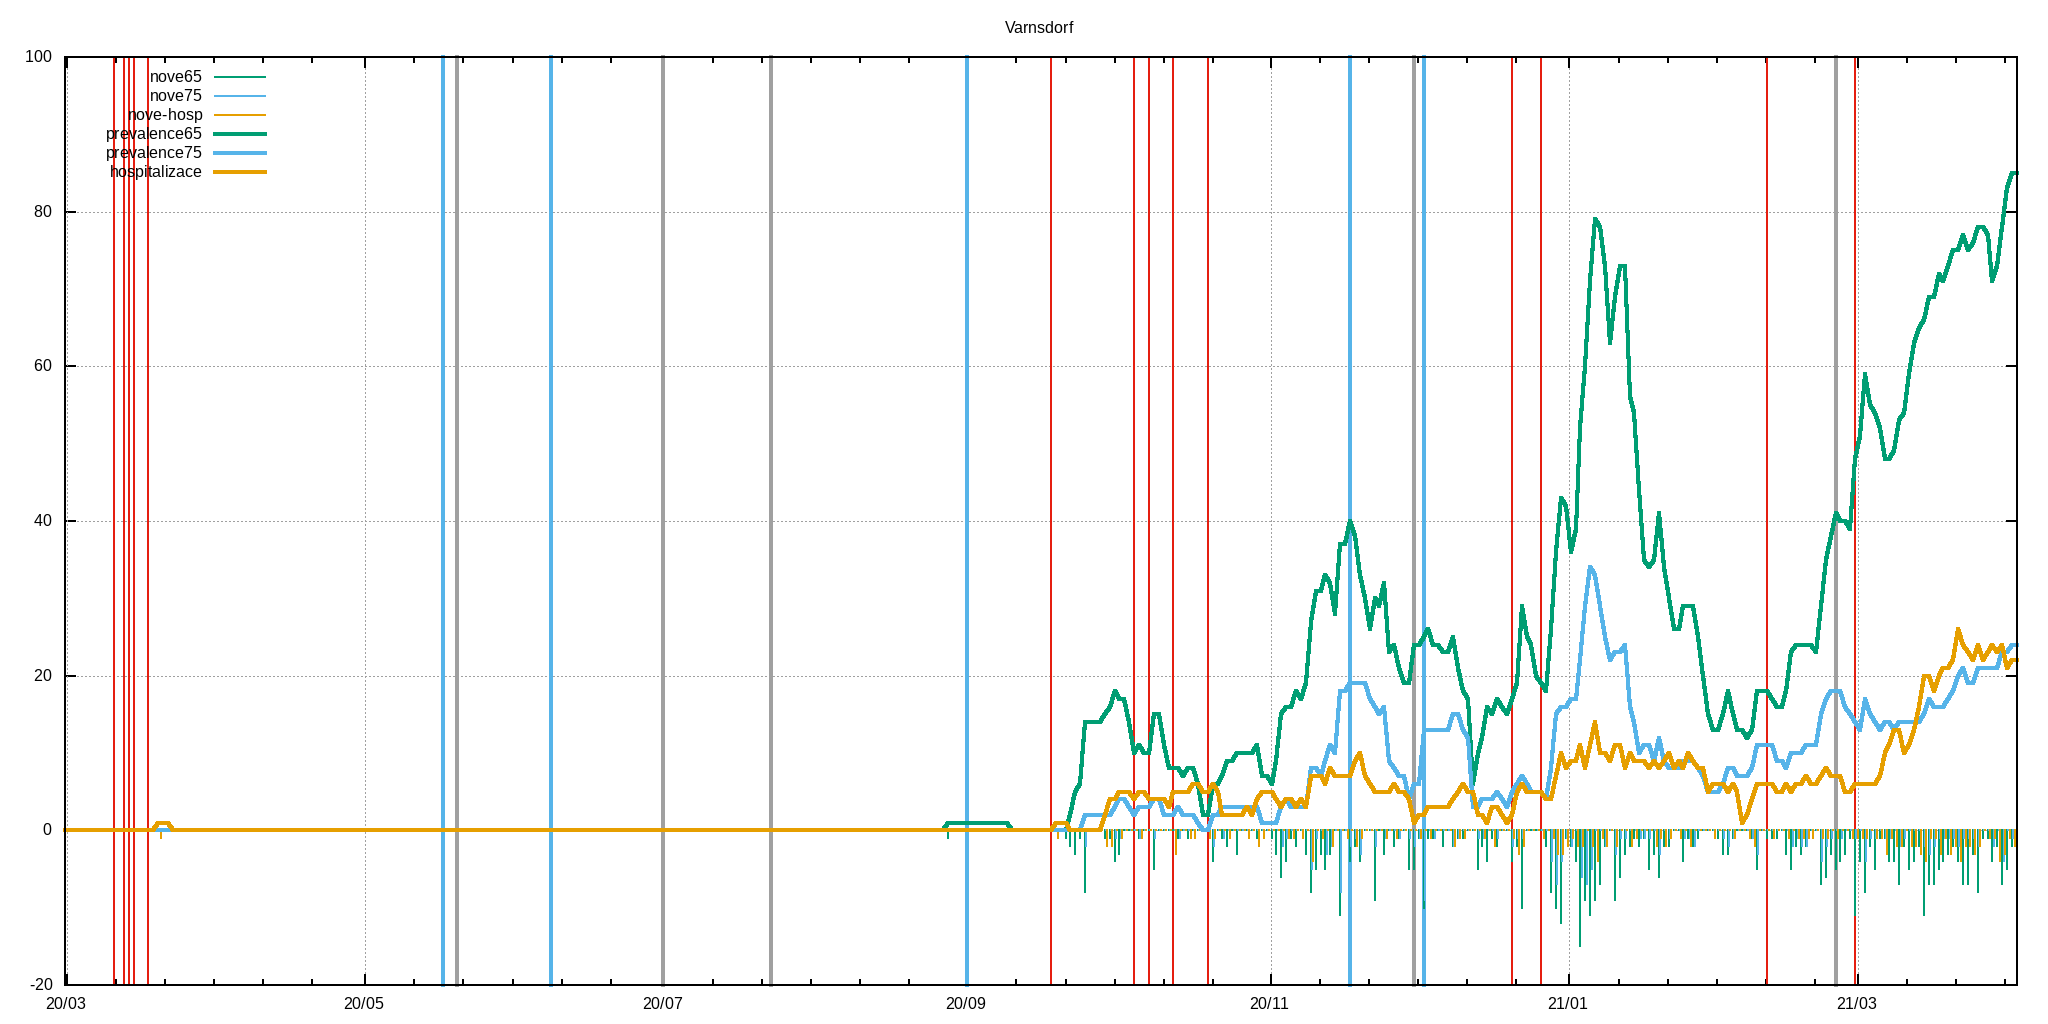 Varnsdorf
100
nove65
nove75
nove-hosp
prevalence65
prevalence75
hospitalizace
80
60
40
20
0
-20
20/03 20/05 20/07 20/09 20/11 21/01 21/03